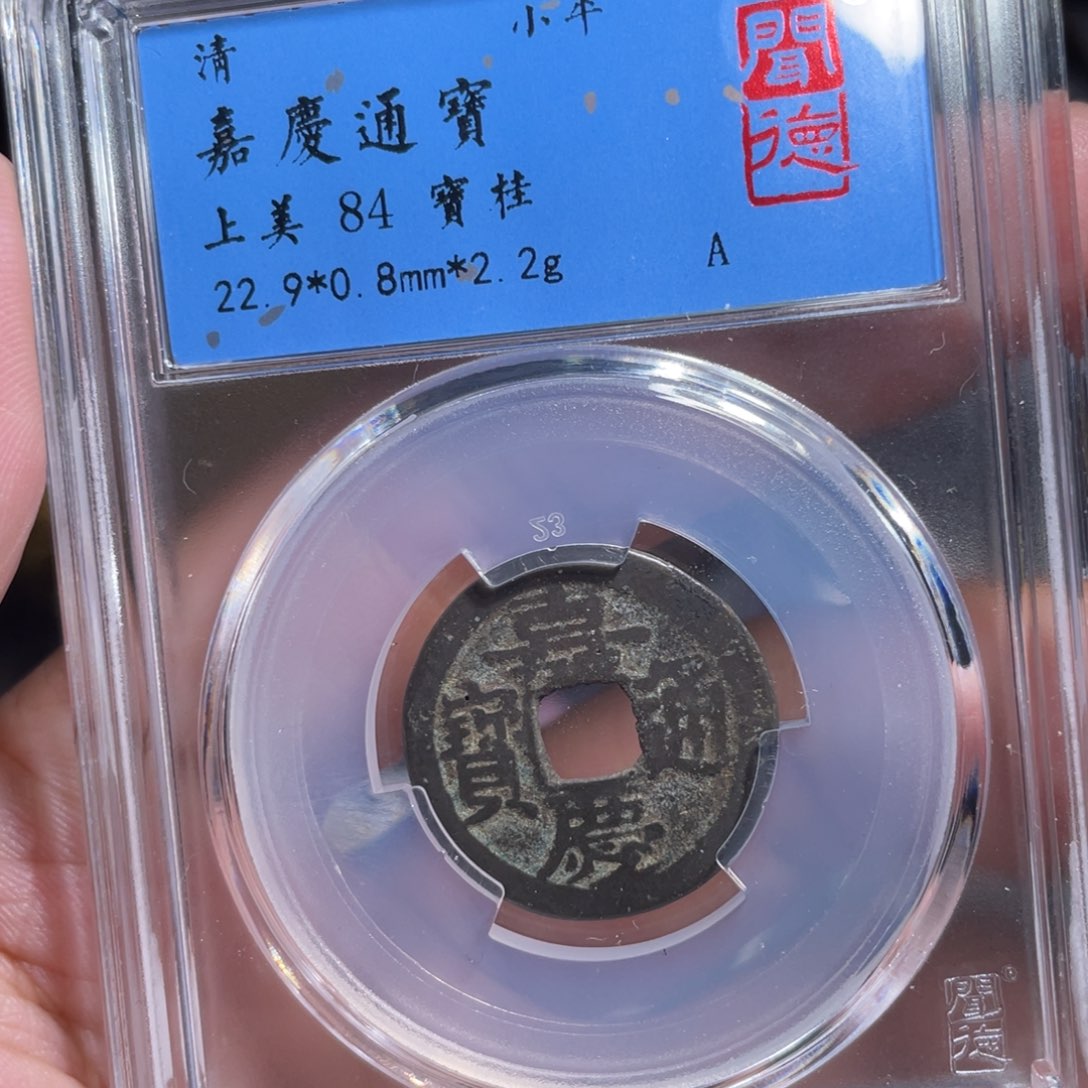 清 小平
嘉慶通寶
上美 84 寶桂
22.9*0.8mm*2.2g A
聞德
53
嘉慶通寶
聞德